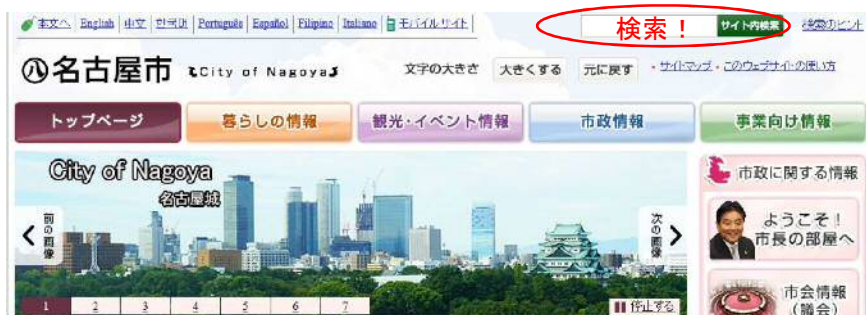 本文へ English 中文 한국어 Português Español Filipino Italiano モバイルサイト 検索！ サイト内検索 検索のヒント
八 名古屋市 City of Nagoya 文字の大きさ 大きくする 元に戻す ・サイトマップ ・このウェブサイトの使い方
トップページ 暮らしの情報 観光・イベント情報 市政情報 事業向け情報
City of Nagoya
名古屋城
前の画像
次の画像
1 2 3 4 5 6 7 停止する
市政に関する情報
ようこそ！
市長の部屋へ
市会情報
（議会）